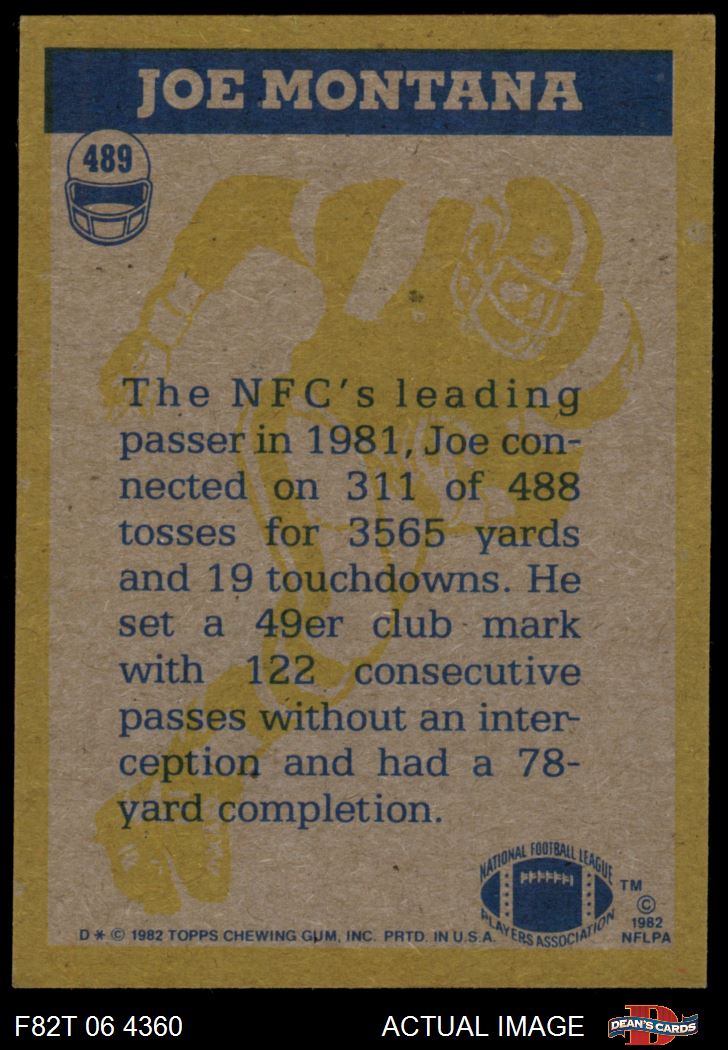 JOE MONTANA
489
The NFC's leading
passer in 1981, Joe con-
nected on 311 of 488
tosses for 3565 yards
and 19 touchdowns. He
set a 49er club mark
with 122 consecutive
passes without an inter-
ception and had a 78-
yard completion.
NATIONAL FOOTBALL LEAGUE
PLAYERS ASSOCIATION
TM
©
1982
NFLPA
D * © 1982 TOPPS CHEWING GUM, INC. PRTD. IN U.S.A.
F82T 06 4360
ACTUAL IMAGE
D
DEAN'S CARDS